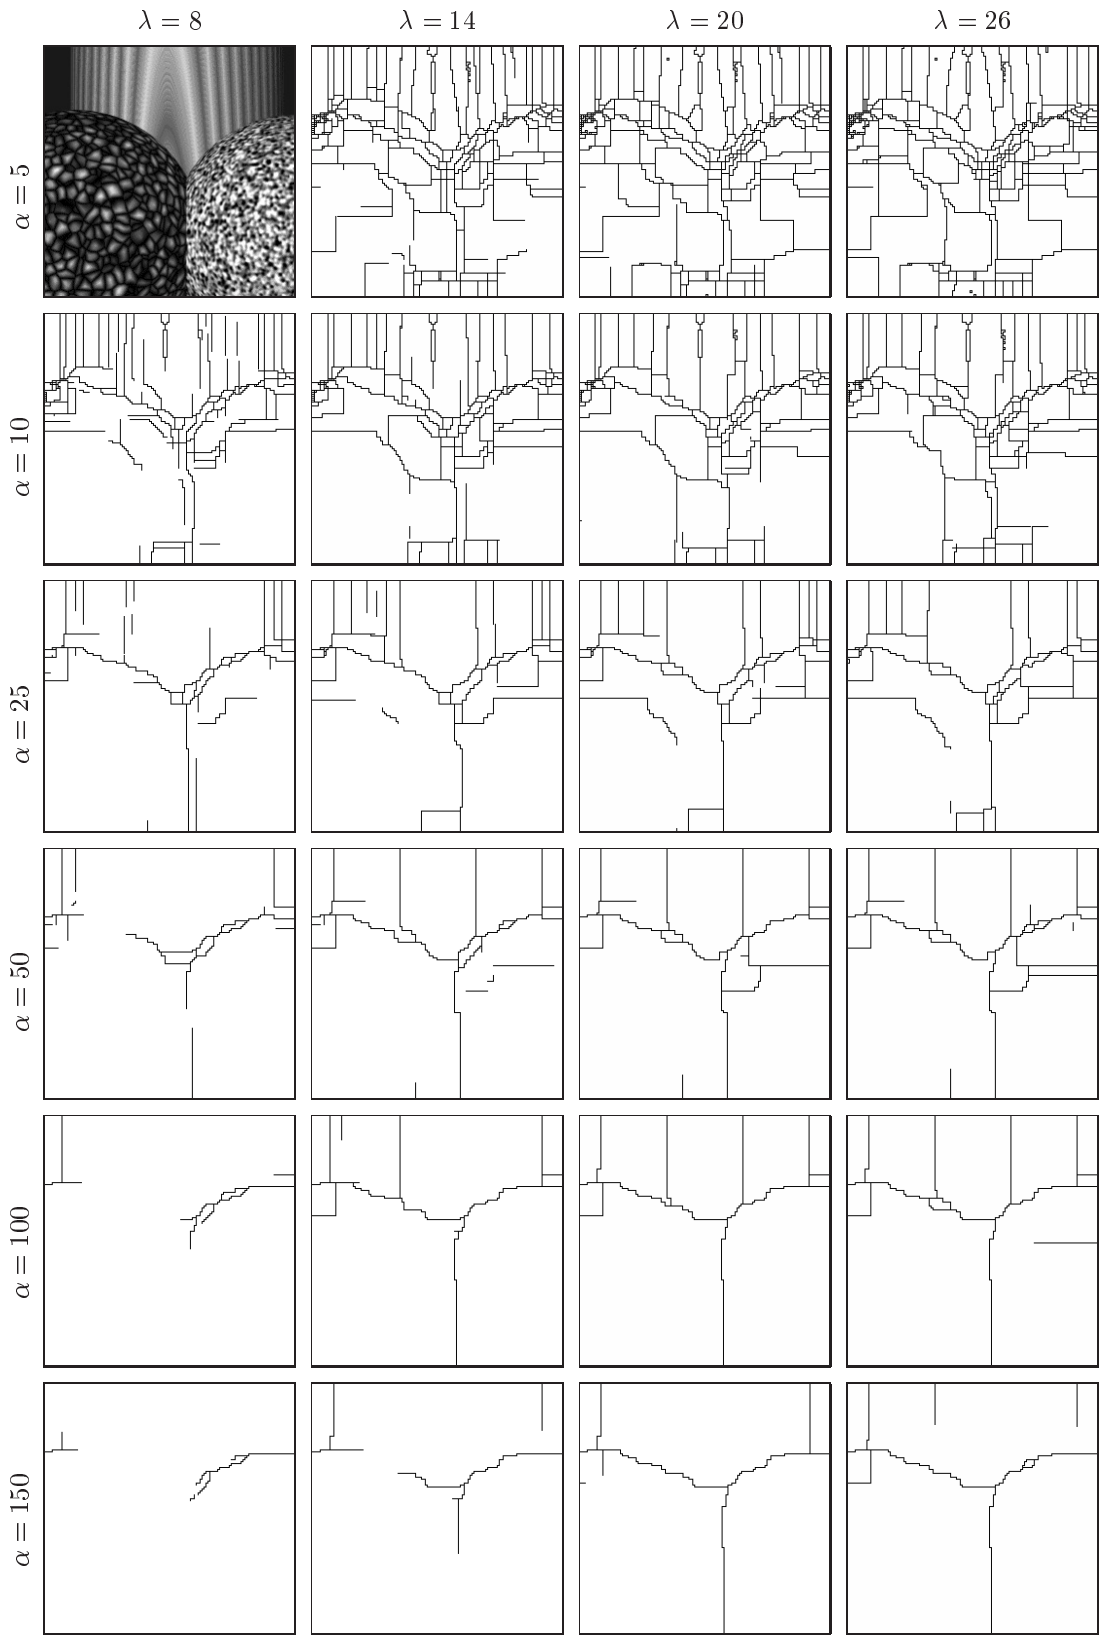 λ = 8 λ = 14 λ = 20 λ = 26
α = 5
α = 10
α = 25
α = 50
α = 100
α = 150